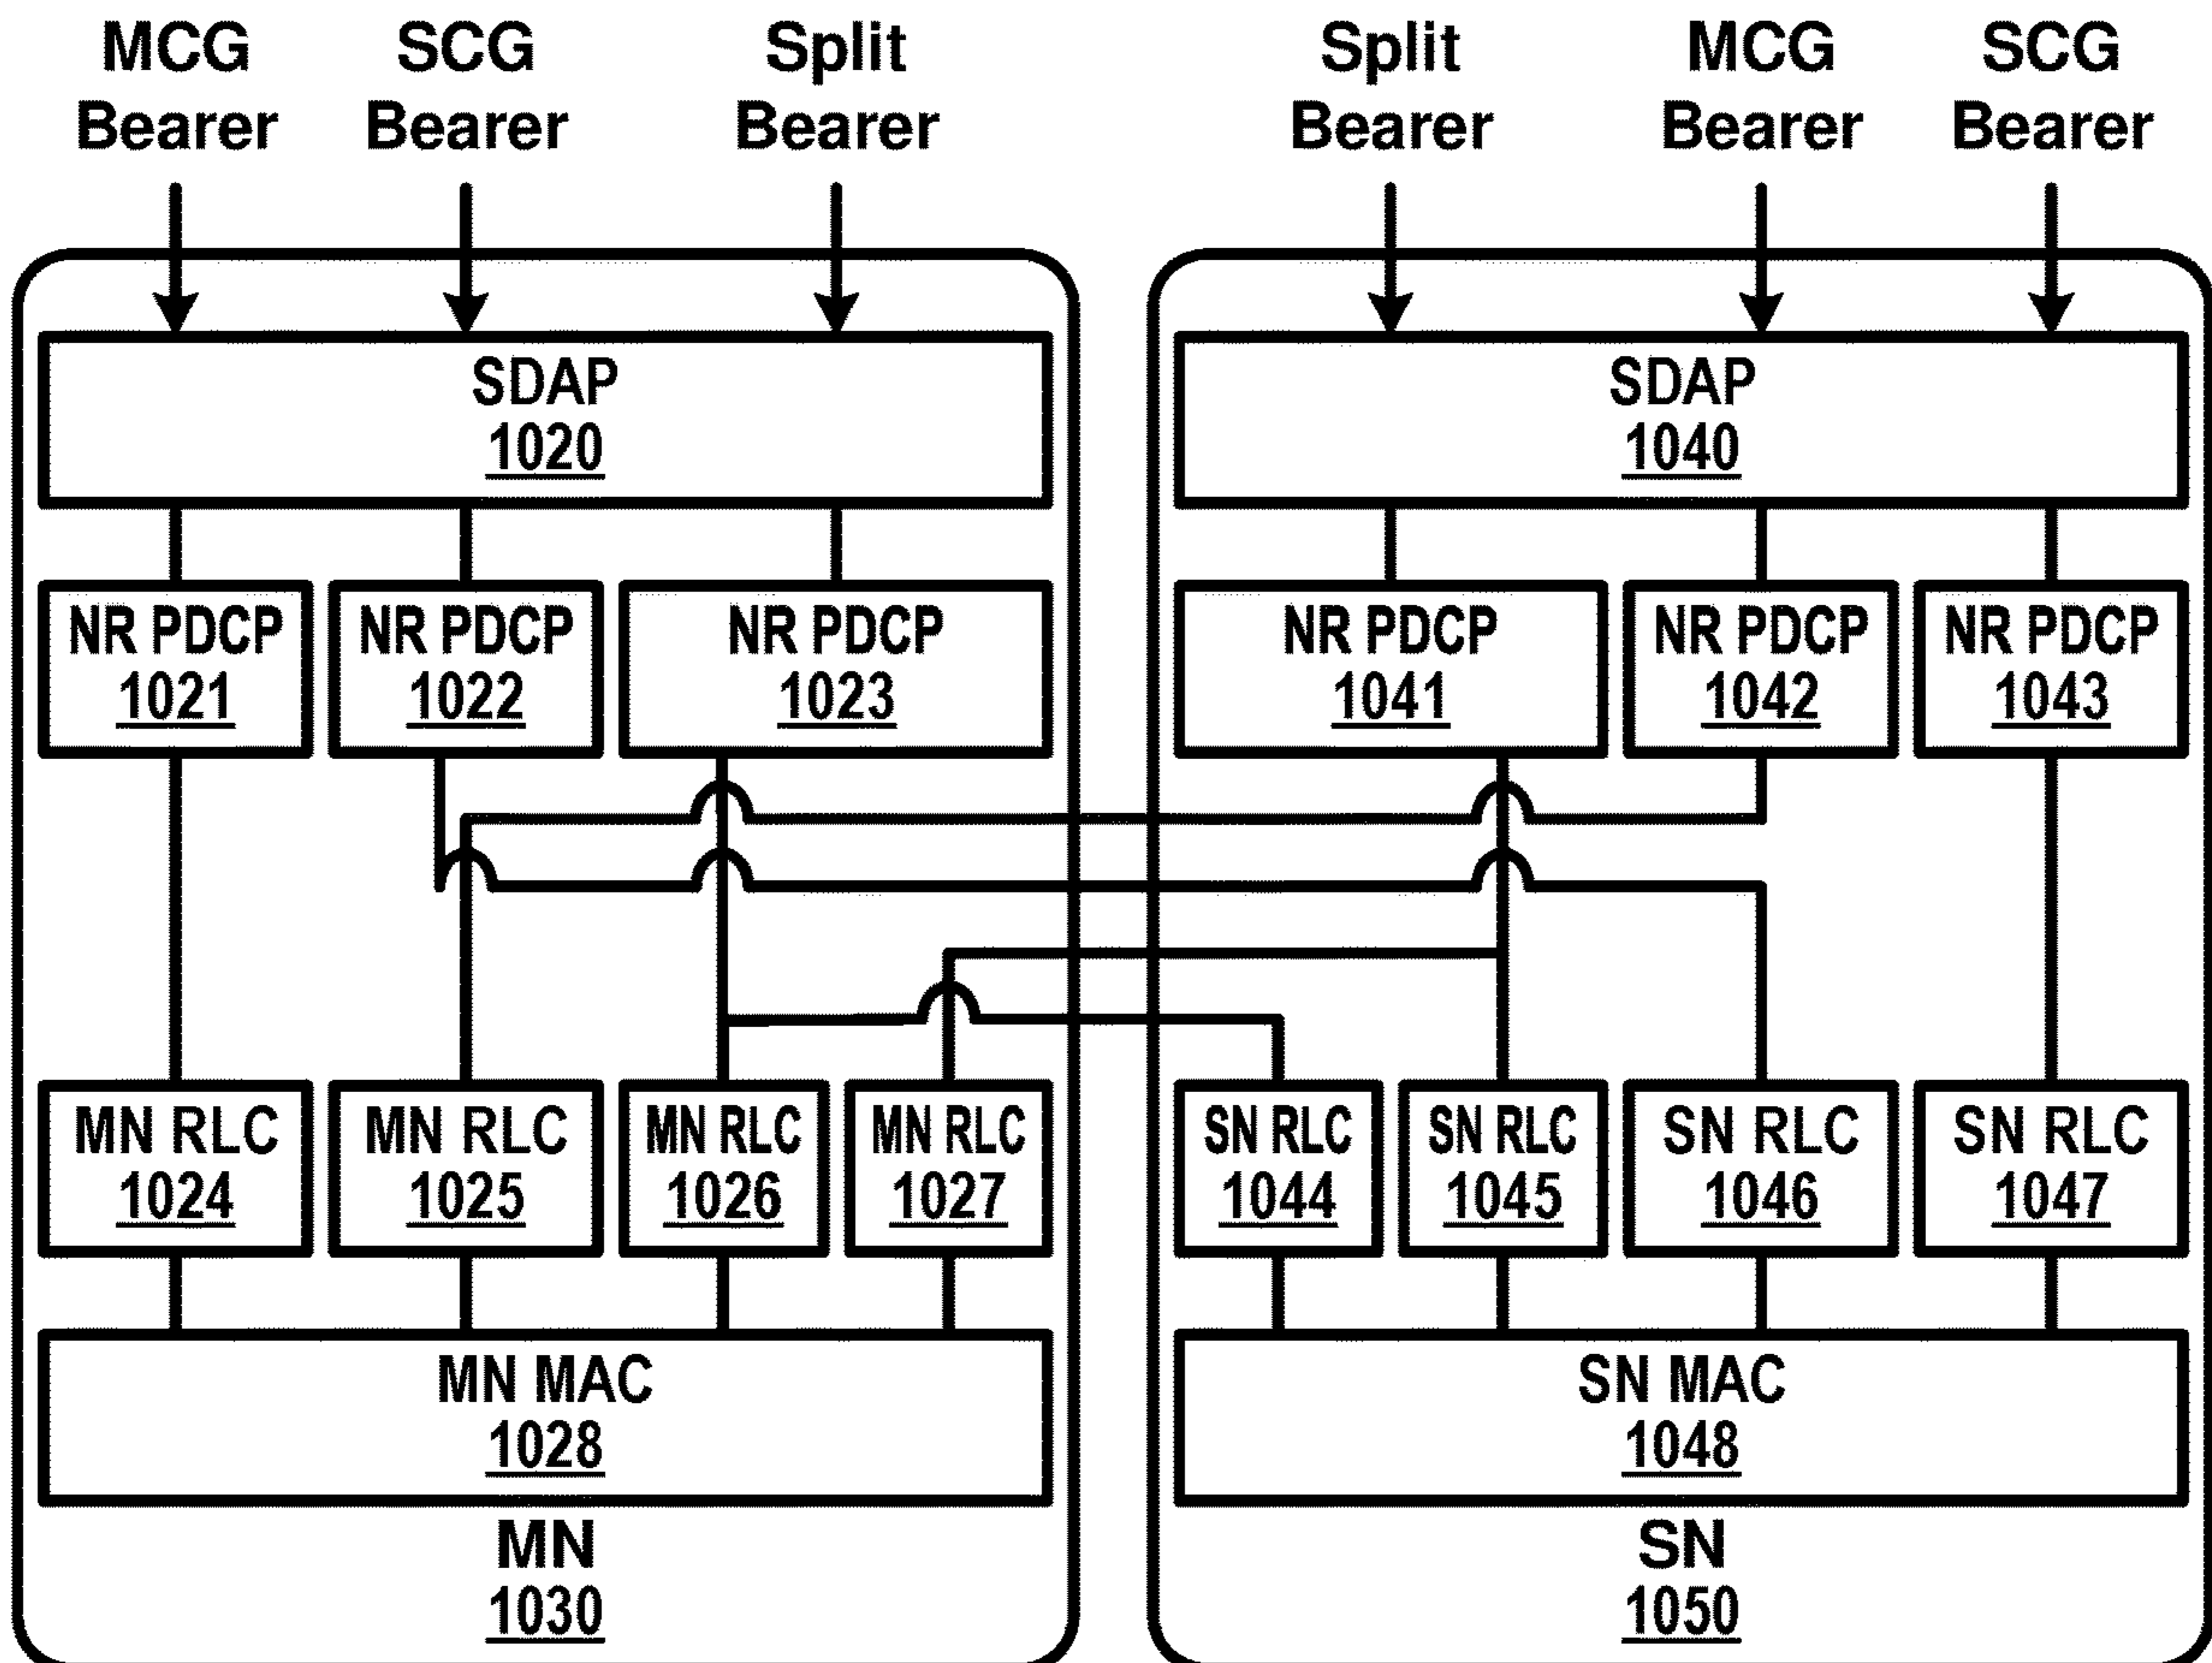 MCG Bearer
SCG Bearer
Split Bearer
Split Bearer
MCG Bearer
SCG Bearer
SDAP
1020
SDAP
1040
NR PDCP
1021
NR PDCP
1022
NR PDCP
1023
NR PDCP
1041
NR PDCP
1042
NR PDCP
1043
MN RLC
1024
MN RLC
1025
MN RLC
1026
MN RLC
1027
SN RLC
1044
SN RLC
1045
SN RLC
1046
SN RLC
1047
MN MAC
1028
SN MAC
1048
MN
1030
SN
1050